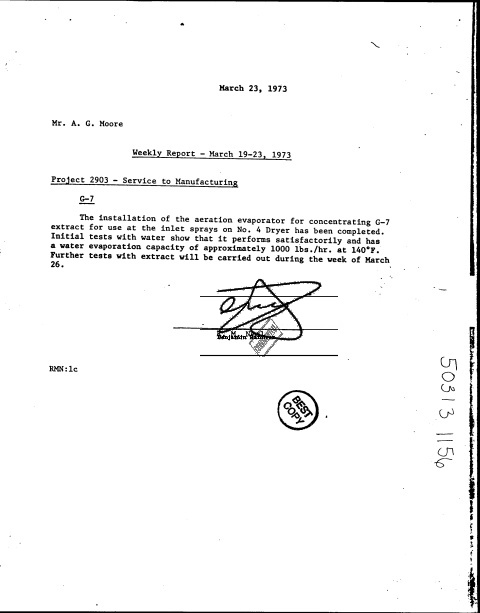 March 23, 1973
Mr. A. G. Moore
Weekly Report - March 19-23, 1973
Project 2903 - Service to Manufacturing
G-7
The installation of the aeration evaporator for concentrating G-7
extract for use at the inlet sprays on No. 4 Dryer has been completed.
Initial tests with water show that it performs satisfactorily and has
a water evaporation capacity of approximately 1000 lbs./hr. at 140°F.
Further tests with extract will be carried out during the week of March
26.
RMN:lc
BEST
COPY
50313 1156